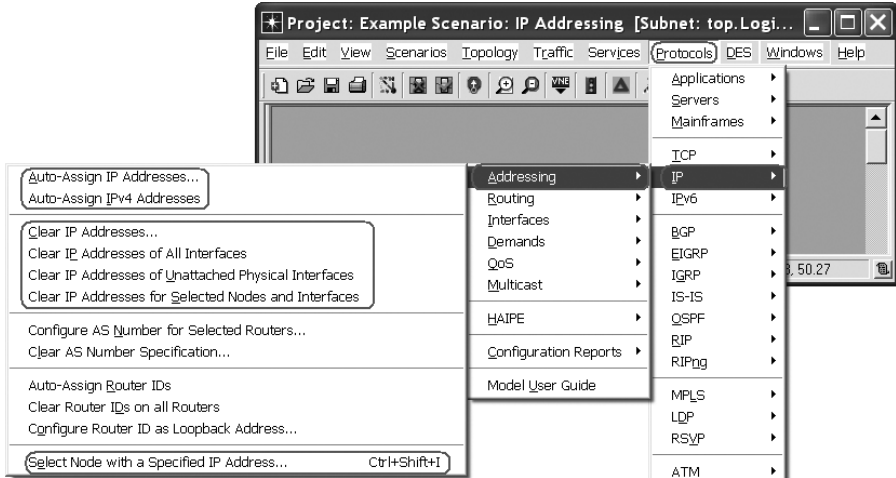 Project: Example Scenario: IP Addressing [Subnet: top.Logi...
File Edit View Scenarios Topology Traffic Services Protocols DES Windows Help
Applications
Servers
Mainframes
TCP
IP
IPv6
BGP
EIGRP
IGRP
IS-IS
OSPF
RIP
RIPng
MPLS
LDP
RSVP
ATM
Addressing
Routing
Interfaces
Demands
QoS
Multicast
HAIPE
Configuration Reports
Model User Guide
Auto-Assign IP Addresses...
Auto-Assign IPv4 Addresses
Clear IP Addresses...
Clear IP Addresses of All Interfaces
Clear IP Addresses of Unattached Physical Interfaces
Clear IP Addresses for Selected Nodes and Interfaces
Configure AS Number for Selected Routers...
Clear AS Number Specification...
Auto-Assign Router IDs
Clear Router IDs on all Routers
Configure Router ID as Loopback Address...
Select Node with a Specified IP Address... Ctrl+Shift+I
, 50.27